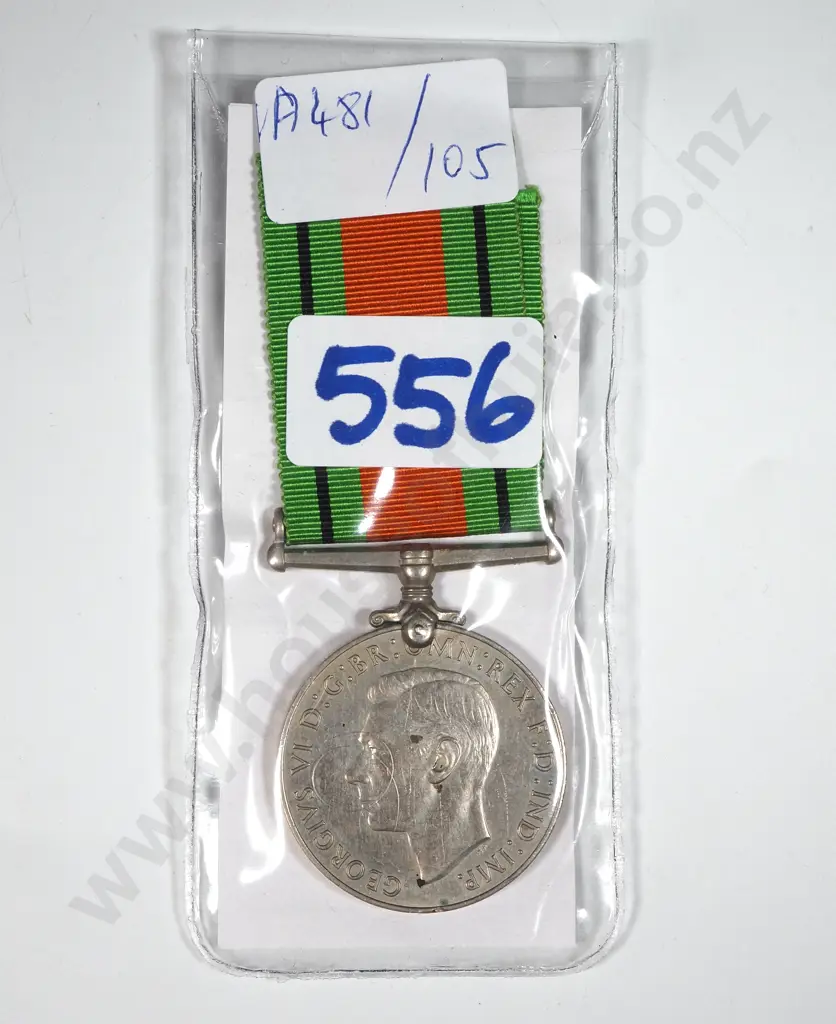 A481/105
556
GEORGIVS VI D:G:BR:OMN:REX F:D:IND:IMP.